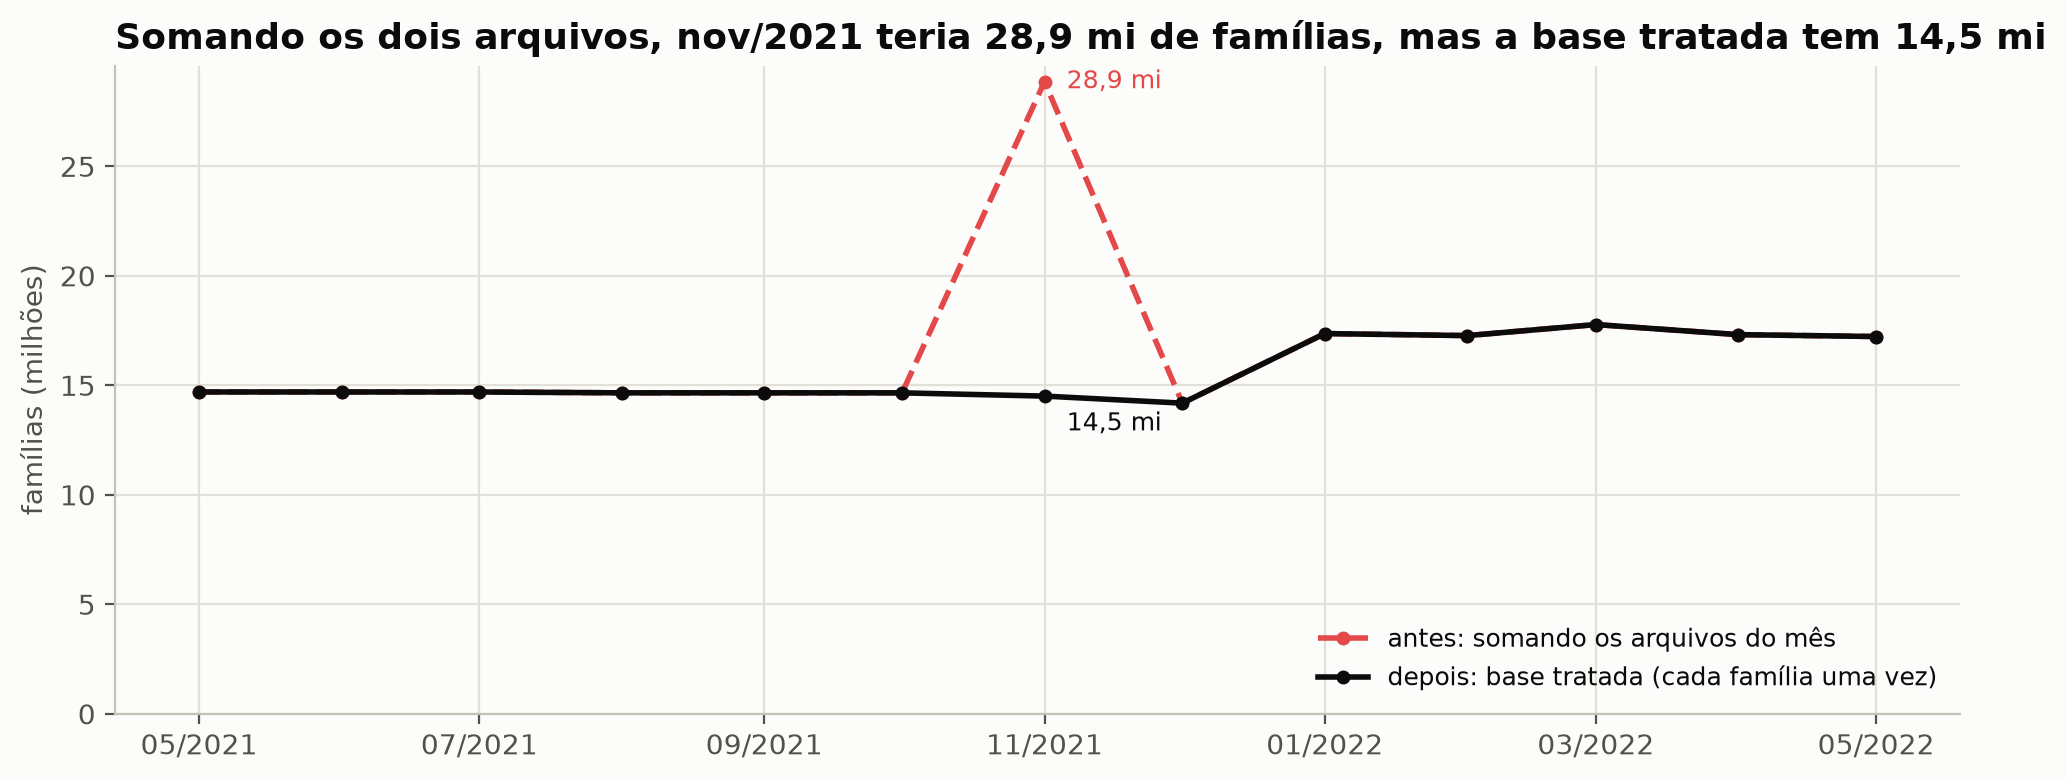 Somando os dois arquivos, nov/2021 teria 28,9 mi de famílias, mas a base tratada tem 14,5 mi
28,9 mi
25
20
15
10
5
0
famílias (milhões)
14,5 mi
antes: somando os arquivos do mês
depois: base tratada (cada família uma vez)
05/2021
07/2021
09/2021
11/2021
01/2022
03/2022
05/2022